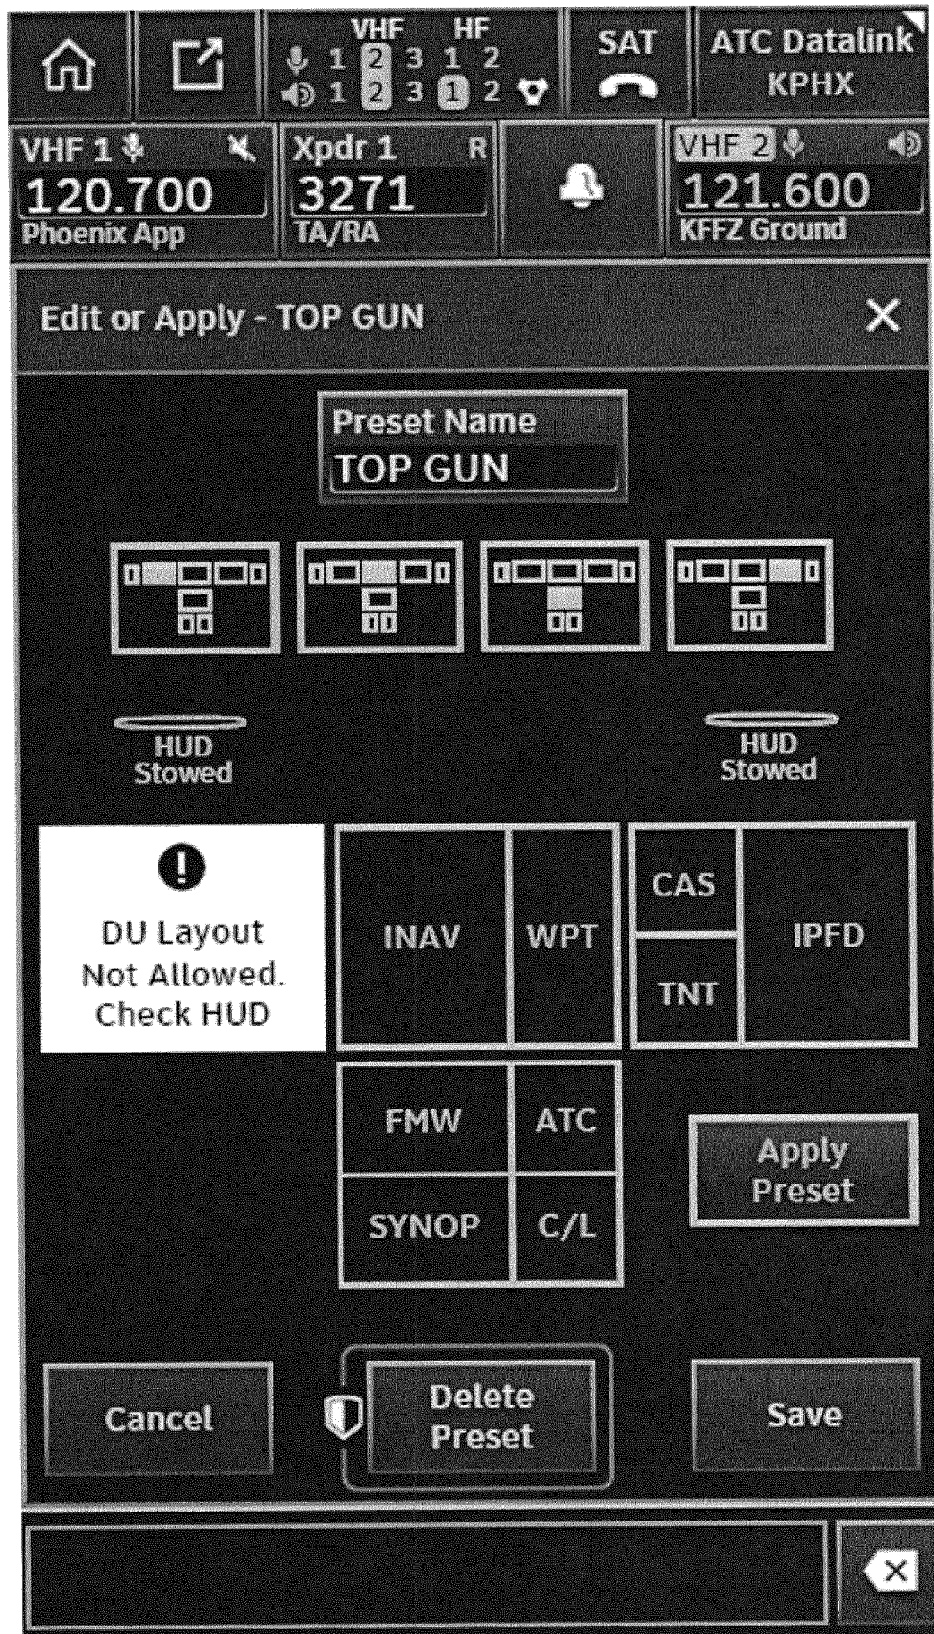 VHF HF
1 2 3 1 2
1 2 3 1 2
SAT
ATC Datalink
KPHX
VHF 1
120.700
Phoenix App
Xpdr 1 R
3271
TA/RA
VHF 2
121.600
KFFZ Ground
Edit or Apply - TOP GUN
Preset Name
TOP GUN
HUD
Stowed
HUD
Stowed
!
DU Layout
Not Allowed.
Check HUD
INAV
WPT
CAS
TNT
IPFD
FMW
ATC
SYNOP
C/L
Apply
Preset
Cancel
Delete
Preset
Save